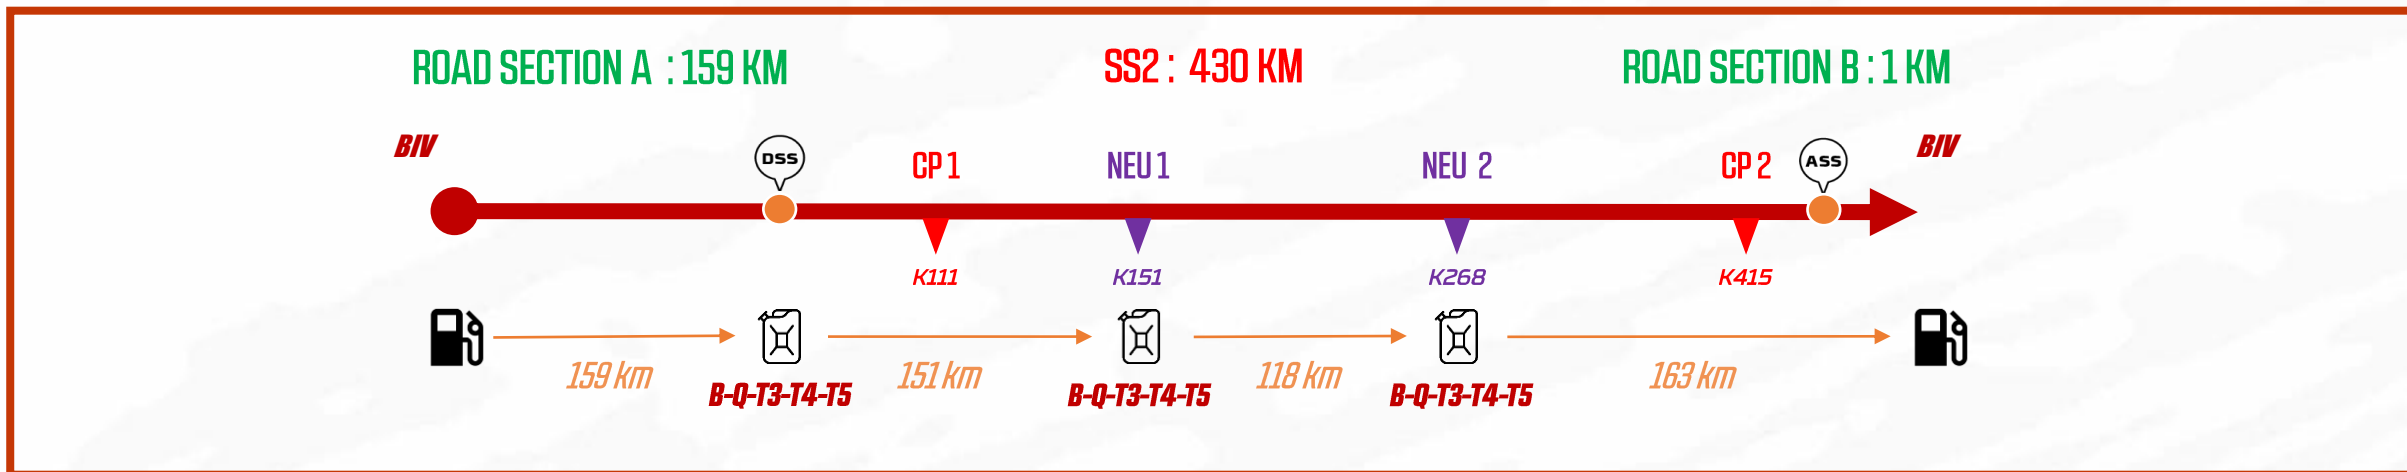 ROAD SECTION A : 159 KM
SS2 : 430 KM
ROAD SECTION B : 1 KM
BIV
DSS
CP 1
NEU 1
NEU 2
CP 2
ASS
BIV
K111
K151
K268
K415
159 km
151 km
118 km
163 km
B-Q-T3-T4-T5
B-Q-T3-T4-T5
B-Q-T3-T4-T5